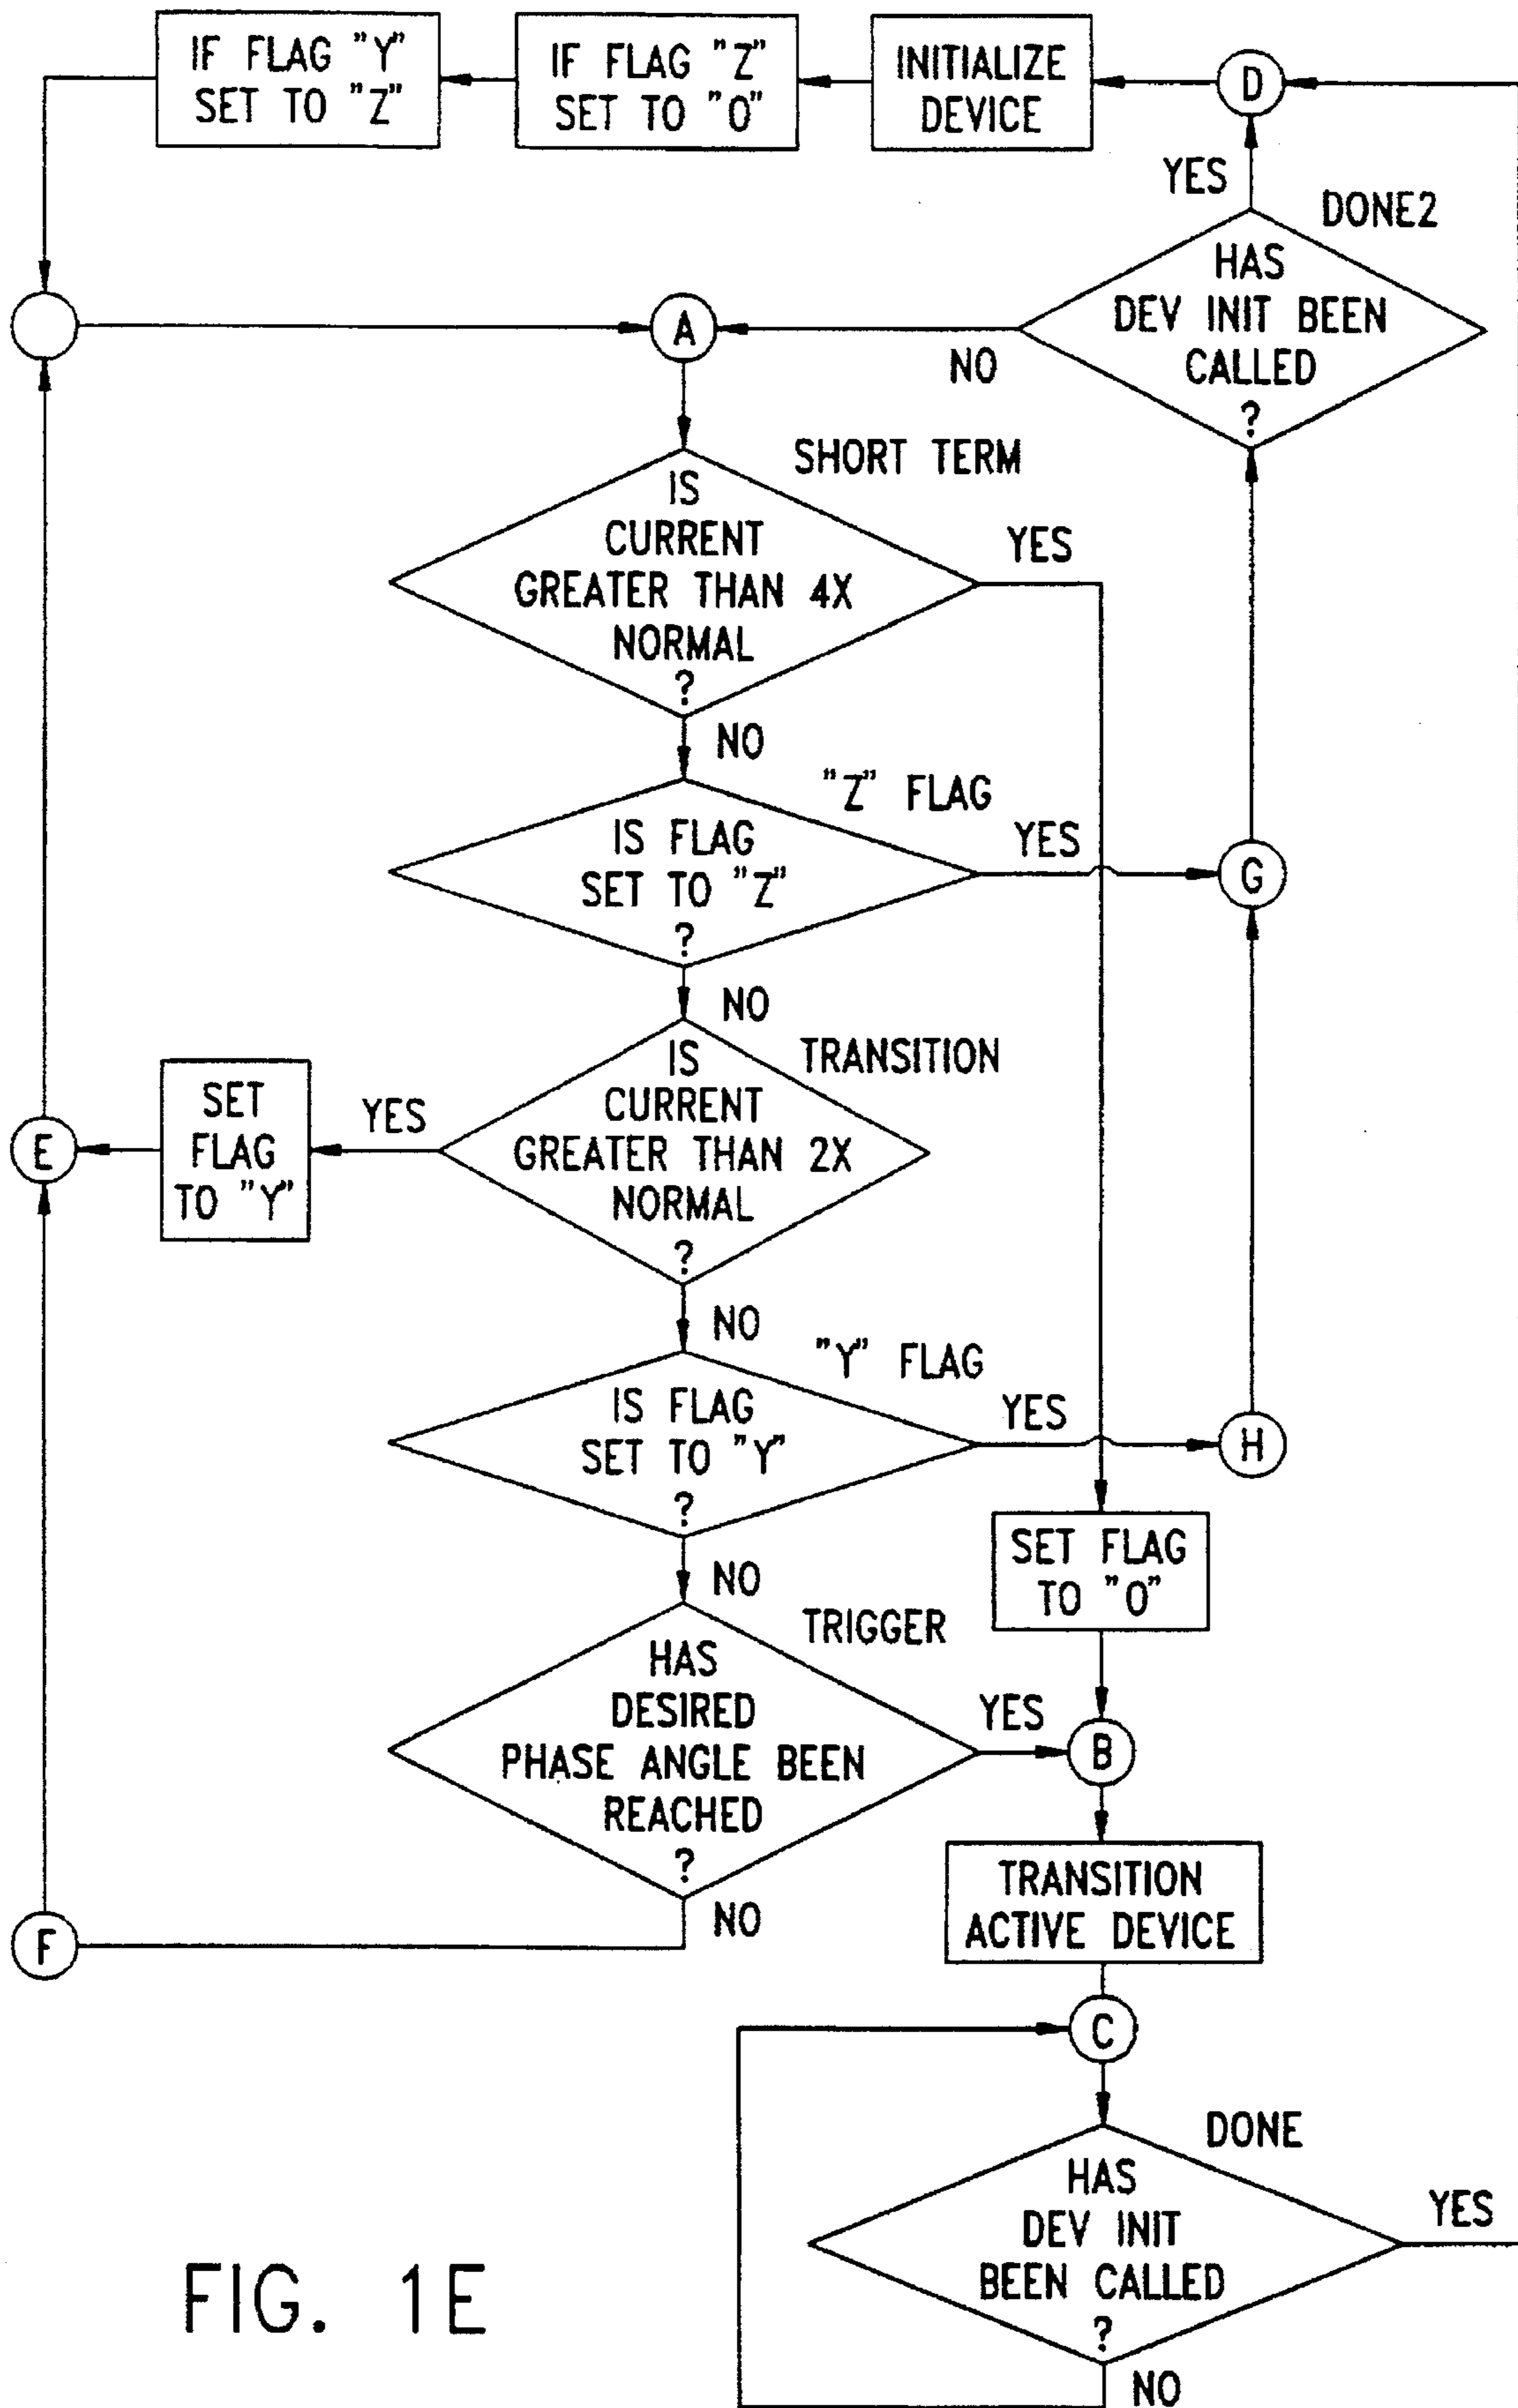 IF FLAG "Y"
SET TO "Z"
IF FLAG "Z"
SET TO "0"
INITIALIZE
DEVICE
D
YES
DONE2
HAS
DEV INIT BEEN
CALLED
?
NO
A
SHORT TERM
IS
CURRENT
GREATER THAN 4X
NORMAL
?
YES
NO
"Z" FLAG
IS FLAG
SET TO "Z"
?
YES
G
NO
TRANSITION
IS
CURRENT
GREATER THAN 2X
NORMAL
?
YES
SET
FLAG
TO "Y"
E
NO
"Y" FLAG
IS FLAG
SET TO "Y"
?
YES
H
NO
SET FLAG
TO "0"
TRIGGER
HAS
DESIRED
PHASE ANGLE BEEN
REACHED
?
YES
B
NO
F
TRANSITION
ACTIVE DEVICE
C
DONE
HAS
DEV INIT
BEEN CALLED
?
YES
NO
FIG. 1E